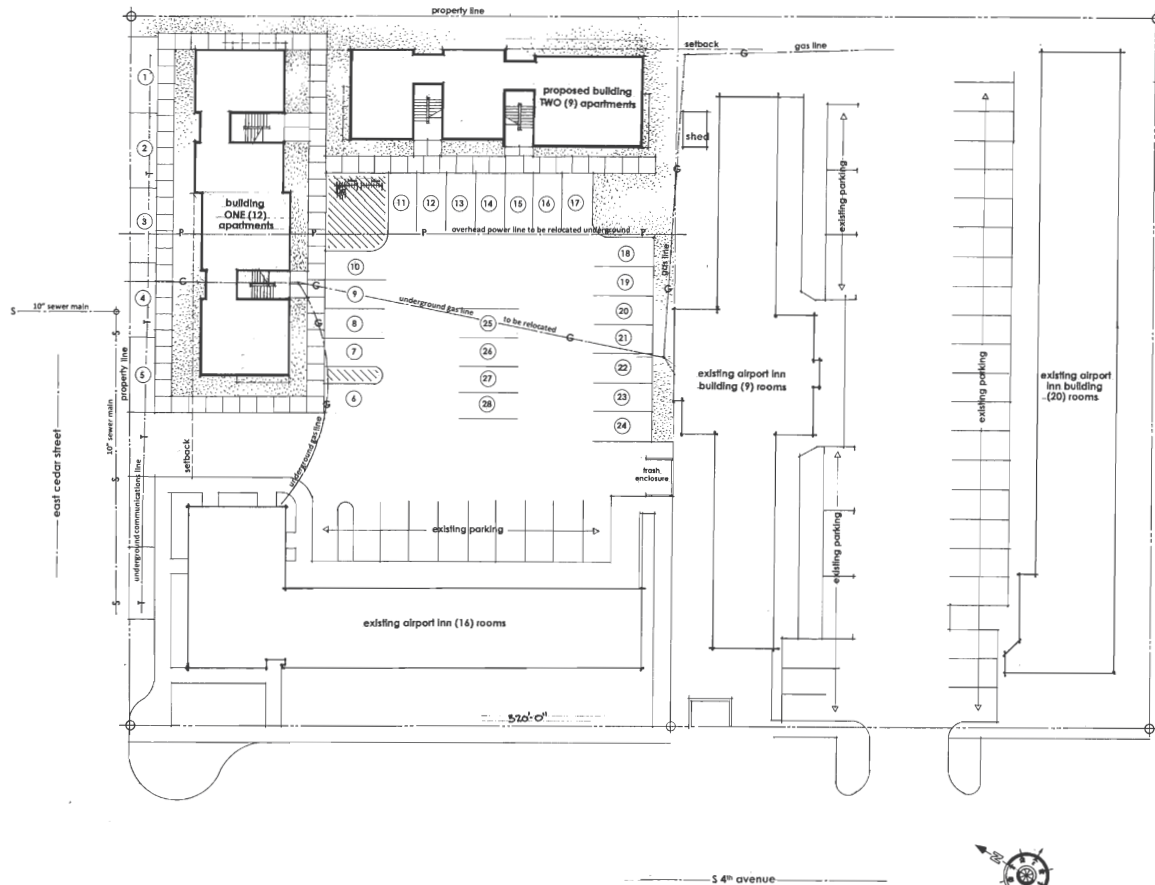 property line
setback
gas line
G
1
2
3
4
5
proposed building
TWO (9) apartments
shed
G
building
ONE (12)
apartments
11
12
13
14
15
16
17
existing parking
P
P
P
overhead power line to be relocated underground
P
10
9
8
7
6
18
19
20
21
22
23
24
gas line
G
G
G
underground gas line
to be relocated
G
G
25
26
27
28
S
10" sewer main
S
property line
10" sewer main
east cedar street
underground communications line
T
T
S
S
setback
G
underground gas line
existing airport inn
building (9) rooms
existing parking
existing airport
inn building
(20) rooms
trash
enclosure
existing parking
existing parking
existing airport inn (16) rooms
320'-0"
N
S 4th avenue